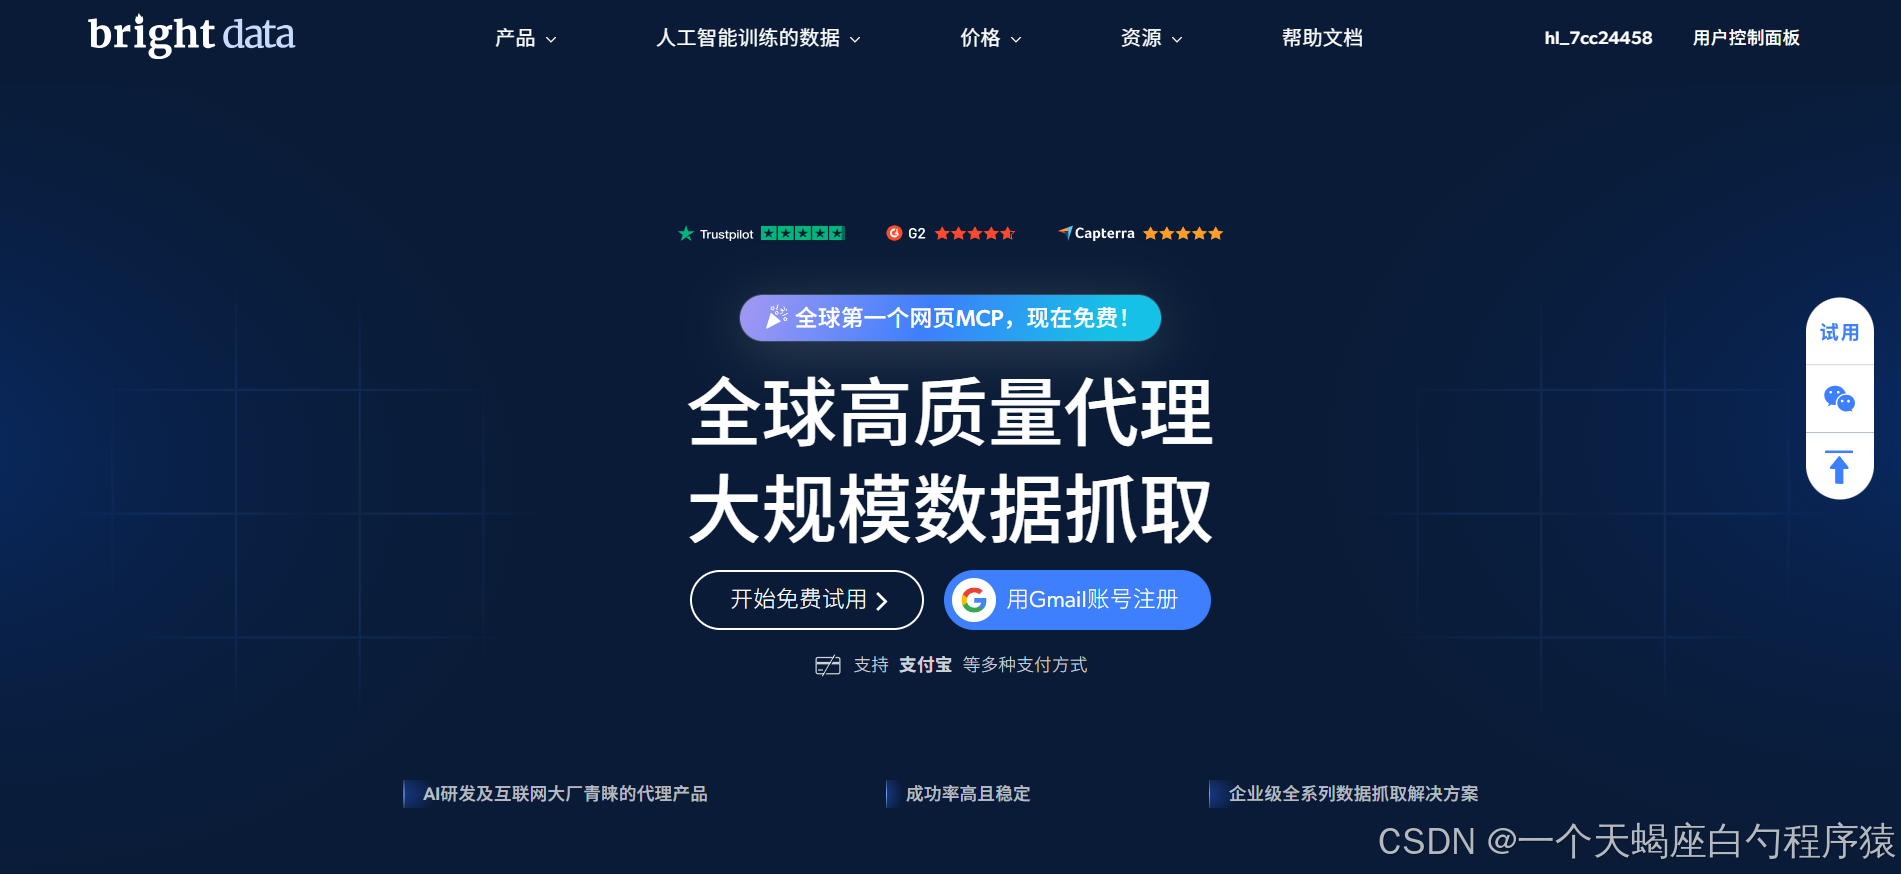 bright data
产品
人工智能训练的数据
价格
资源
帮助文档
hl_7cc24458
用户控制面板
Trustpilot
G2
Capterra
全球第一个网页MCP，现在免费！
全球高质量代理
大规模数据抓取
开始免费试用
用Gmail账号注册
支持 支付宝 等多种支付方式
试用
AI研发及互联网大厂青睐的代理产品
成功率高且稳定
企业级全系列数据抓取解决方案
CSDN @一个天蝎座白勺程序猿